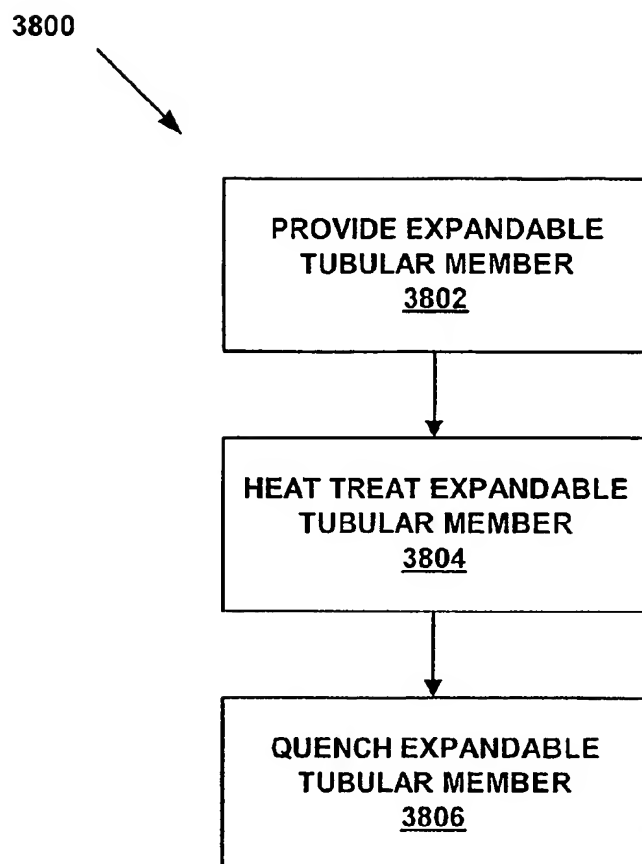 3800
PROVIDE EXPANDABLE
TUBULAR MEMBER
3802
HEAT TREAT EXPANDABLE
TUBULAR MEMBER
3804
QUENCH EXPANDABLE
TUBULAR MEMBER
3806